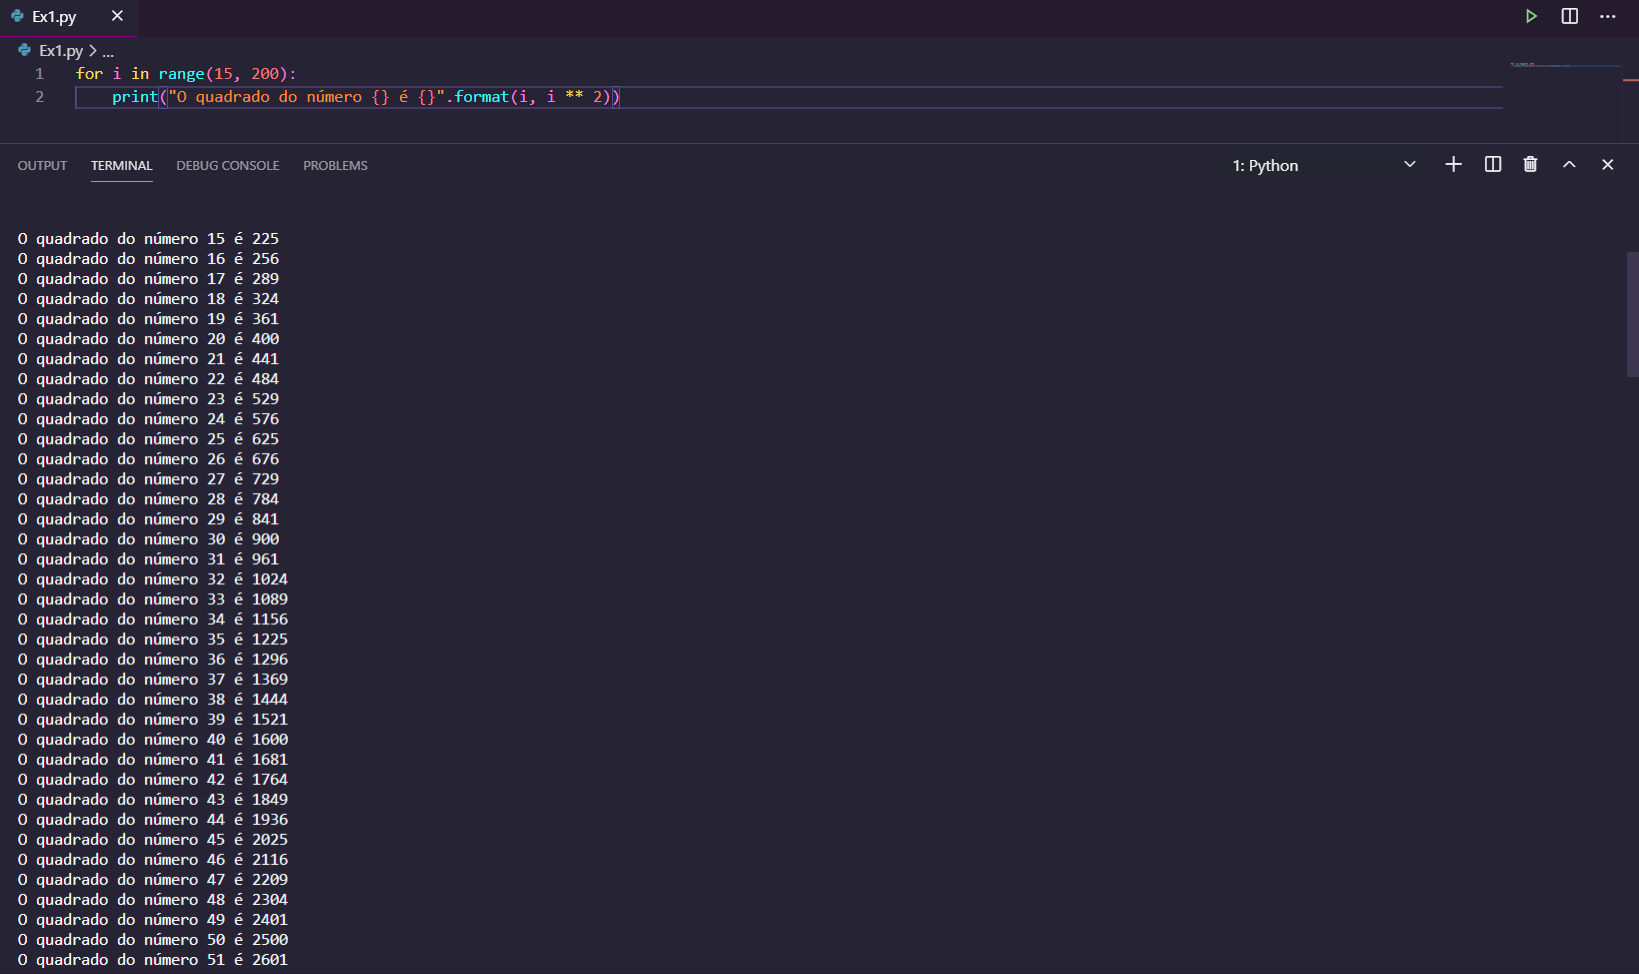 Ex1.py
Ex1.py > ...
1 for i in range(15, 200):
2 print("O quadrado do número {} é {}".format(i, i ** 2))
OUTPUT TERMINAL DEBUG CONSOLE PROBLEMS 1: Python
O quadrado do número 15 é 225
O quadrado do número 16 é 256
O quadrado do número 17 é 289
O quadrado do número 18 é 324
O quadrado do número 19 é 361
O quadrado do número 20 é 400
O quadrado do número 21 é 441
O quadrado do número 22 é 484
O quadrado do número 23 é 529
O quadrado do número 24 é 576
O quadrado do número 25 é 625
O quadrado do número 26 é 676
O quadrado do número 27 é 729
O quadrado do número 28 é 784
O quadrado do número 29 é 841
O quadrado do número 30 é 900
O quadrado do número 31 é 961
O quadrado do número 32 é 1024
O quadrado do número 33 é 1089
O quadrado do número 34 é 1156
O quadrado do número 35 é 1225
O quadrado do número 36 é 1296
O quadrado do número 37 é 1369
O quadrado do número 38 é 1444
O quadrado do número 39 é 1521
O quadrado do número 40 é 1600
O quadrado do número 41 é 1681
O quadrado do número 42 é 1764
O quadrado do número 43 é 1849
O quadrado do número 44 é 1936
O quadrado do número 45 é 2025
O quadrado do número 46 é 2116
O quadrado do número 47 é 2209
O quadrado do número 48 é 2304
O quadrado do número 49 é 2401
O quadrado do número 50 é 2500
O quadrado do número 51 é 2601